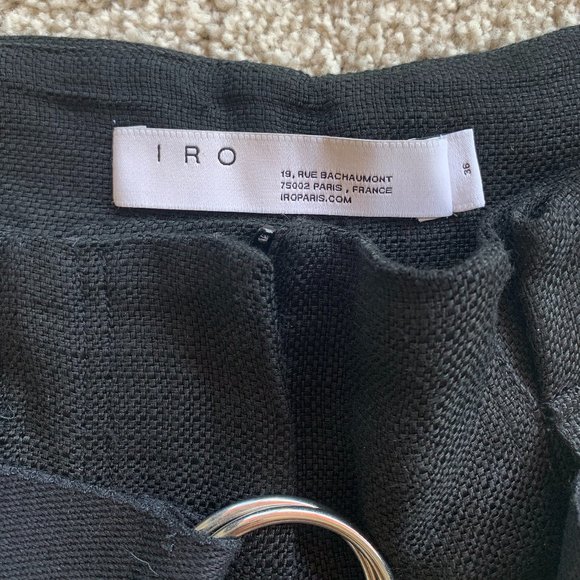 IRO
19, RUE BACHAUMONT
75002 PARIS , FRANCE
IROPARIS.COM
36